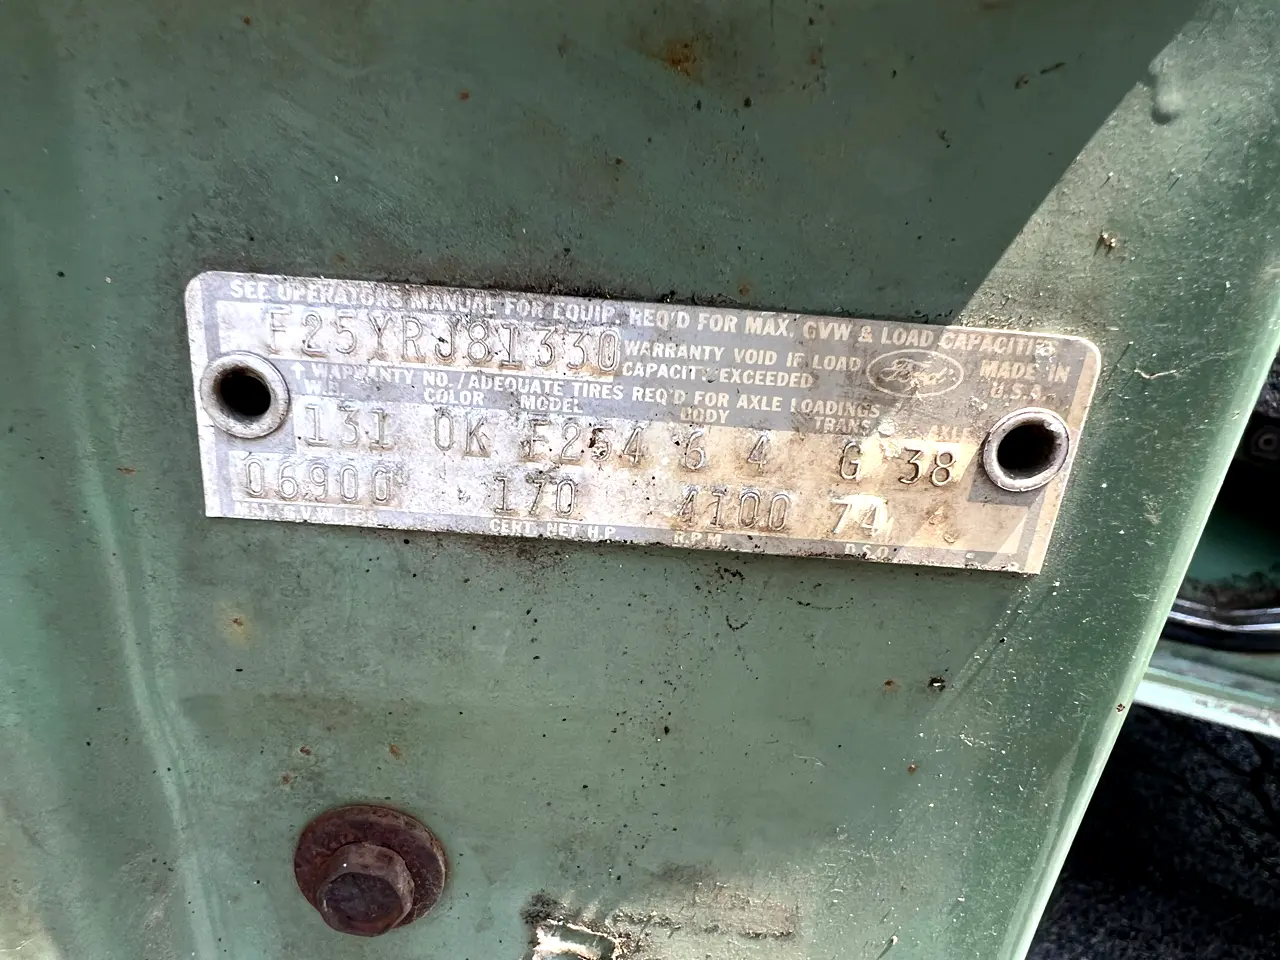 SEE OPERATORS MANUAL FOR EQUIP. REQ'D FOR MAX. GVW & LOAD CAPACITIES
F25YRJ81330 WARRANTY VOID IF LOAD CAPACITY EXCEEDED Ford MADE IN U.S.A.
↑ WARRANTY NO./ADEQUATE TIRES REQ'D FOR AXLE LOADINGS
W.B. COLOR MODEL BODY TRANS AXLE
131 0K F254 6 4 G 38
06900 170 4100 74
MAX. G.V.W. CERT. NET H.P. R.P.M. D.S.O.